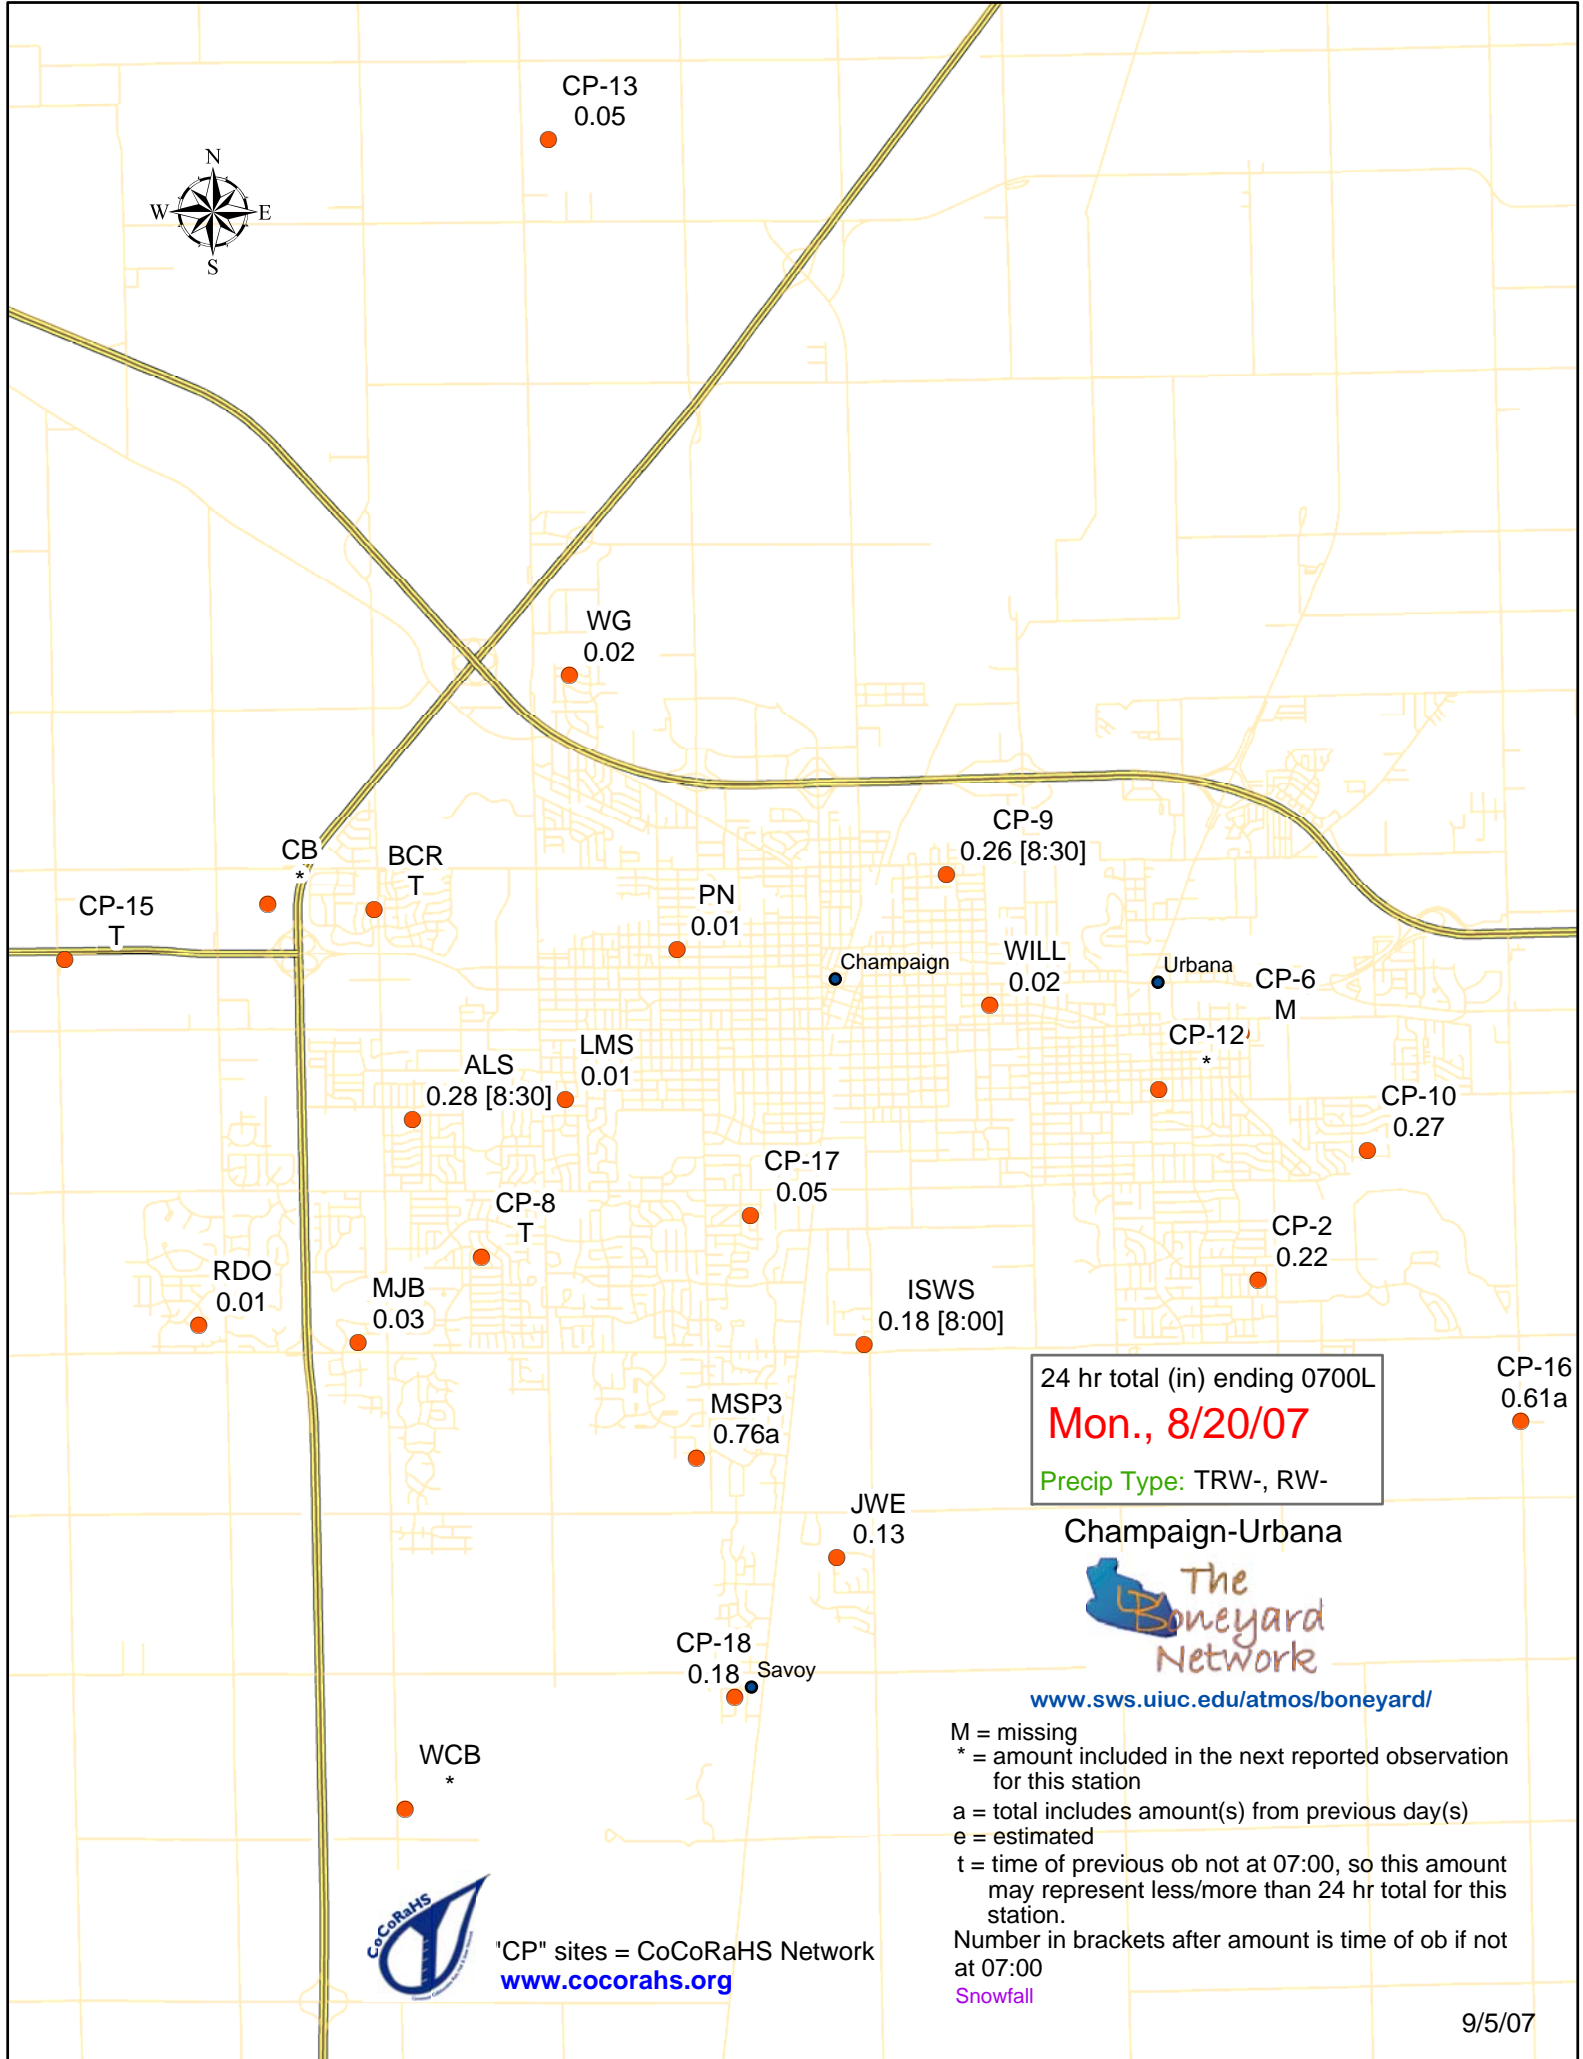 CP-13
0.05
N
W
E
S
WG
0.02
CP-9
0.26 [8:30]
CB
*
BCR
T
PN
0.01
CP-15
T
Champaign
WILL
0.02
Urbana
CP-6
M
CP-12
*
LMS
0.01
ALS
0.28 [8:30]
CP-10
0.27
CP-17
0.05
CP-8
T
CP-2
0.22
RDO
0.01
MJB
0.03
ISWS
0.18 [8:00]
24 hr total (in) ending 0700L
Mon., 8/20/07
Precip Type: TRW-, RW-
CP-16
0.61a
MSP3
0.76a
JWE
0.13
Champaign-Urbana
The
Boneyard
Network
CP-18
0.18
Savoy
www.sws.uiuc.edu/atmos/boneyard/
WCB
*
M = missing
* = amount included in the next reported observation
for this station
a = total includes amount(s) from previous day(s)
e = estimated
t = time of previous ob not at 07:00, so this amount
may represent less/more than 24 hr total for this
station.
Number in brackets after amount is time of ob if not
at 07:00
Snowfall
CoCoRaHS
"CP" sites = CoCoRaHS Network
www.cocorahs.org
9/5/07